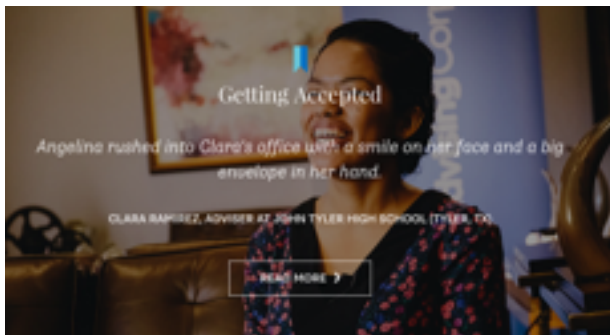 Getting Accepted
Angelina rushed into Clara's office with a smile on her face and a big
envelope in her hand.
CLARA RAMIREZ, ADVISER AT JOHN TYLER HIGH SCHOOL (TYLER, TX)
READ MORE ❯